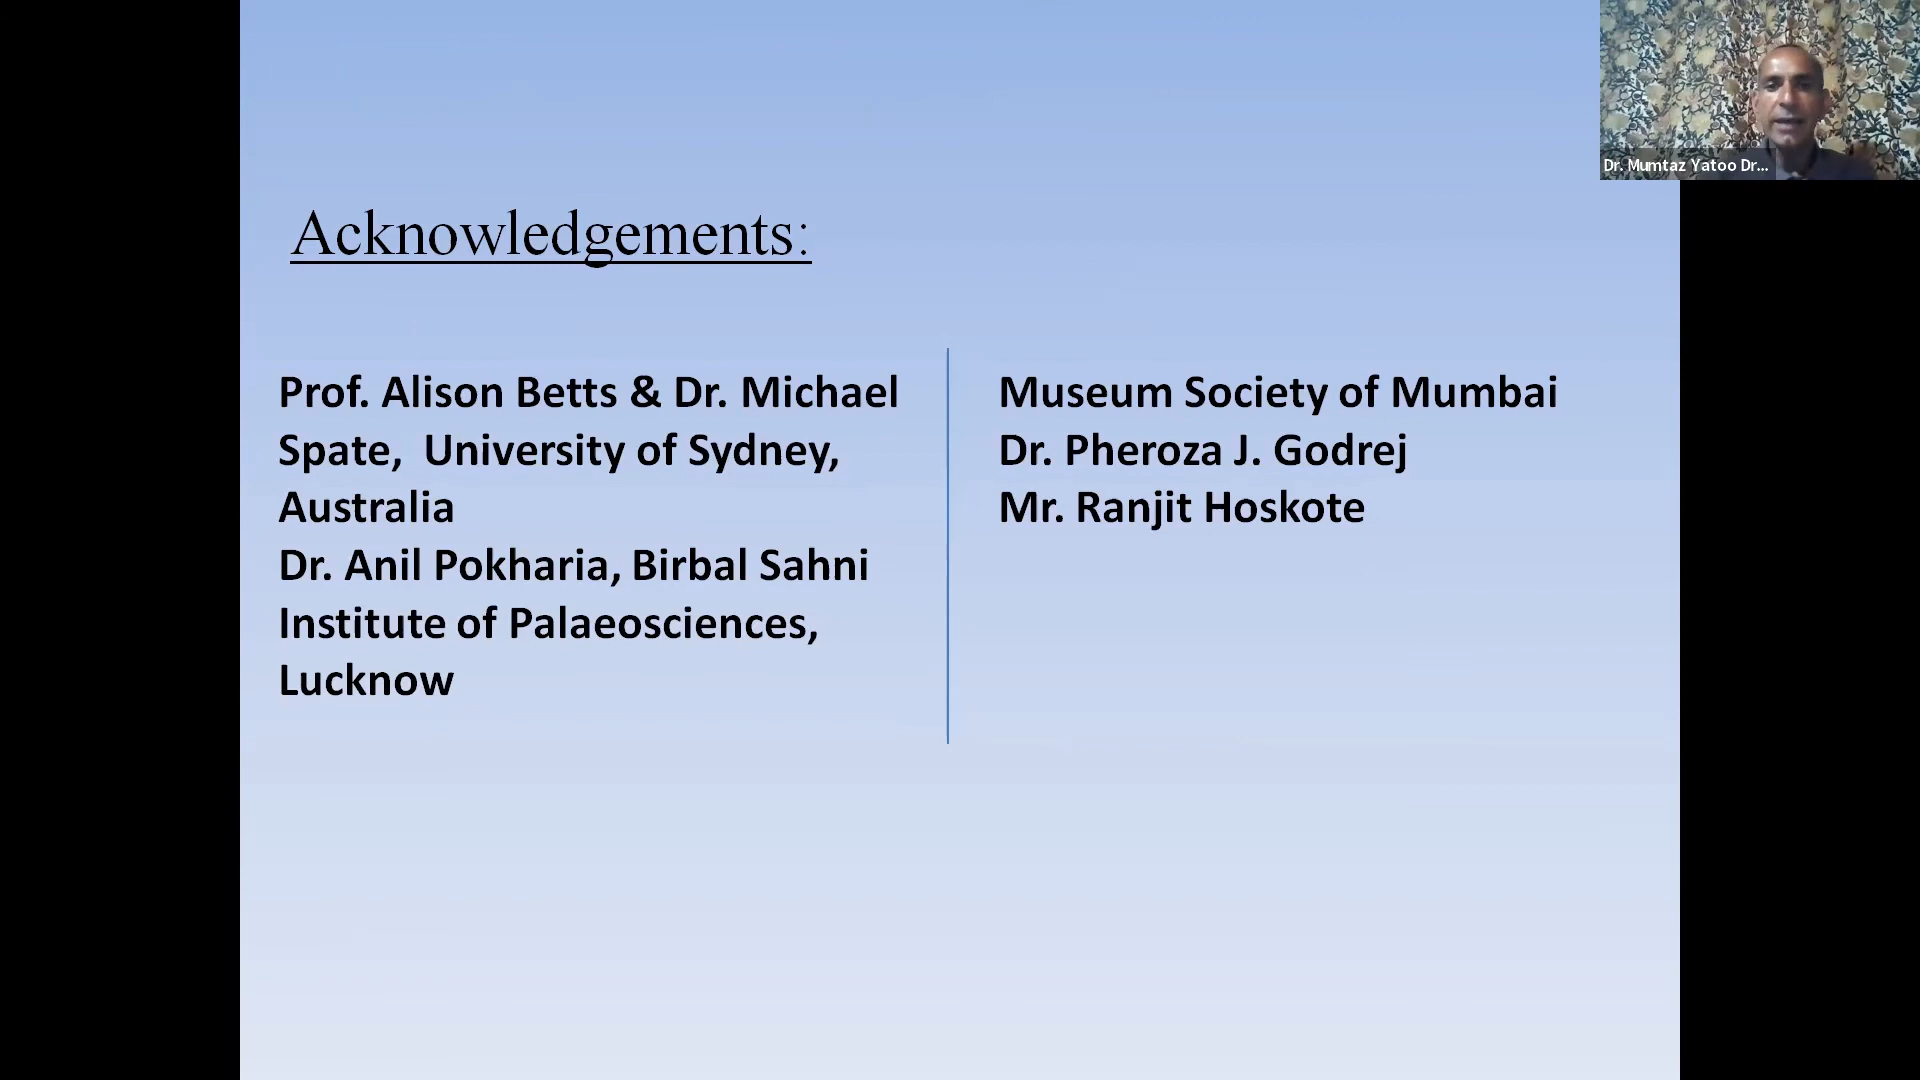 Dr. Mumtaz Yatoo Dr...
Acknowledgements:
Prof. Alison Betts & Dr. Michael
Spate, University of Sydney,
Australia
Dr. Anil Pokharia, Birbal Sahni
Institute of Palaeosciences,
Lucknow
Museum Society of Mumbai
Dr. Pheroza J. Godrej
Mr. Ranjit Hoskote